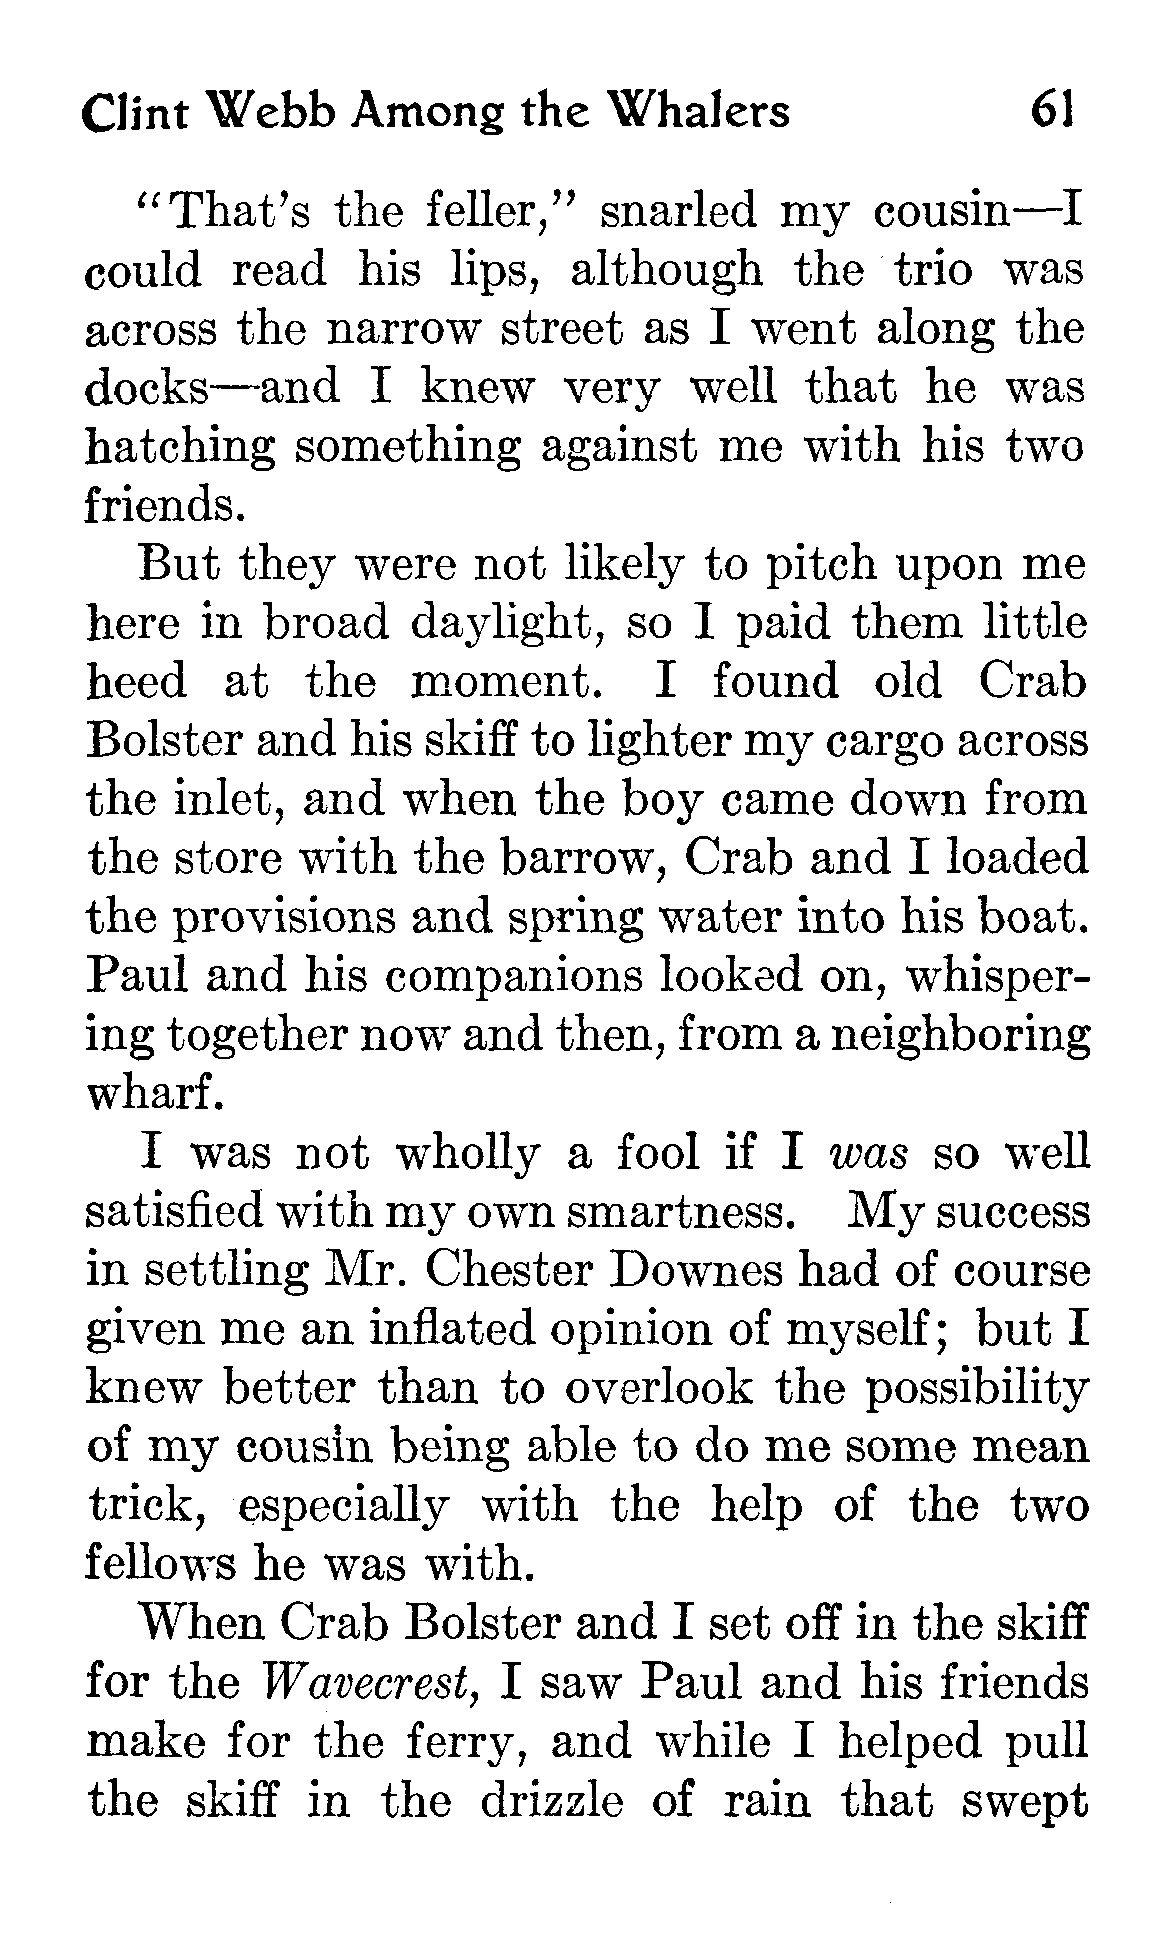 Clint Webb Among the Whalers 61
"That's the feller," snarled my cousin—I
could read his lips, although the trio was
across the narrow street as I went along the
docks—and I knew very well that he was
hatching something against me with his two
friends.
But they were not likely to pitch upon me
here in broad daylight, so I paid them little
heed at the moment. I found old Crab
Bolster and his skiff to lighter my cargo across
the inlet, and when the boy came down from
the store with the barrow, Crab and I loaded
the provisions and spring water into his boat.
Paul and his companions looked on, whisper-
ing together now and then, from a neighboring
wharf.
I was not wholly a fool if I was so well
satisfied with my own smartness. My success
in settling Mr. Chester Downes had of course
given me an inflated opinion of myself; but I
knew better than to overlook the possibility
of my cousin being able to do me some mean
trick, especially with the help of the two
fellows he was with.
When Crab Bolster and I set off in the skiff
for the Wavecrest, I saw Paul and his friends
make for the ferry, and while I helped pull
the skiff in the drizzle of rain that swept